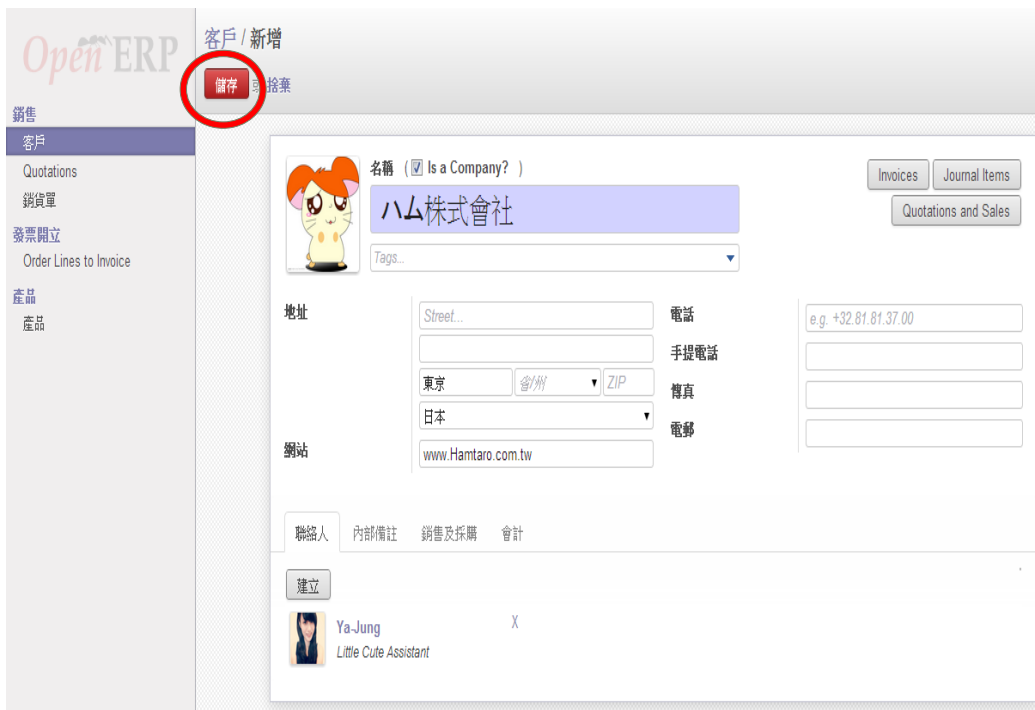 Open ERP
客戶 / 新增
儲存 或 捨棄
銷售
客戶
Quotations
銷貨單
發票開立
Order Lines to Invoice
產品
產品
名稱 ( Is a Company? )
ハム株式會社
Tags...
Invoices
Journal Items
Quotations and Sales
地址
Street...
東京
省/州
ZIP
日本
網站
www.Hamtaro.com.tw
電話
e.g. +32.81.81.37.00
手提電話
傳真
電郵
聯絡人 內部備註 銷售及採購 會計
建立
Ya-Jung
X
Little Cute Assistant